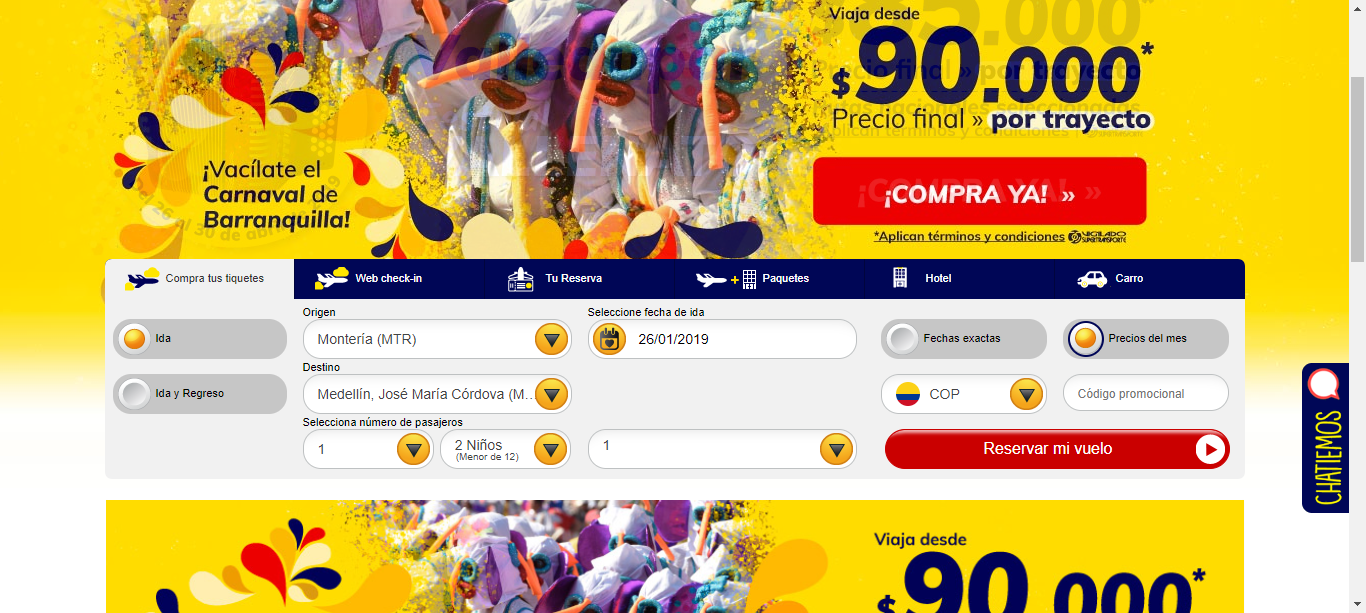 Viaja desde
$90.000*
Precio final » por trayecto
¡Vacílate el
Carnaval de
Barranquilla!
¡COMPRA YA! »
*Aplican términos y condiciones VIGILADO SUPERTRANSPORTE
Compra tus tiquetes
Web check-in
Tu Reserva
+ Paquetes
Hotel
Carro
Origen
Seleccione fecha de ida
Ida
Montería (MTR)
26/01/2019
Fechas exactas
Precios del mes
Destino
Ida y Regreso
Medellín, José María Córdova (M...
COP
Código promocional
Selecciona número de pasajeros
1
2 Niños
(Menor de 12)
1
Reservar mi vuelo
CHATIEMOS
Viaja desde
$90.000*